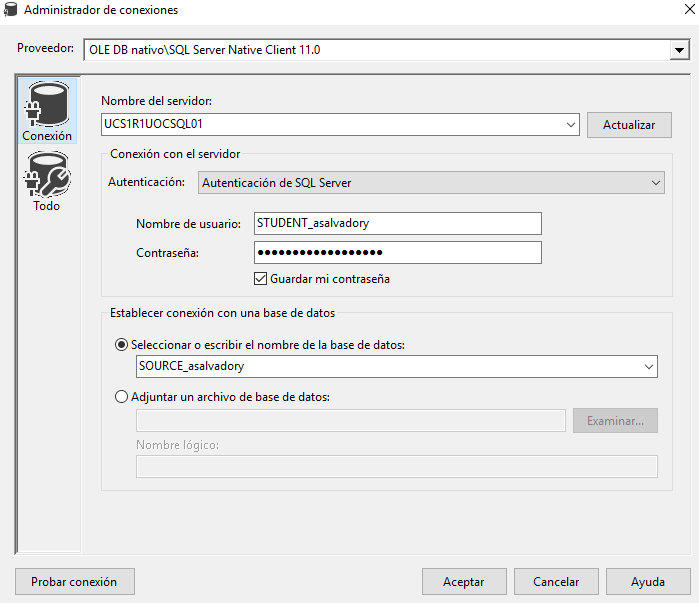 Administrador de conexiones
Proveedor: OLE DB nativo\SQL Server Native Client 11.0
Conexión
Todo
Nombre del servidor:
UCS1R1UOCSQL01
Actualizar
Conexión con el servidor
Autenticación: Autenticación de SQL Server
Nombre de usuario: STUDENT_asalvadory
Contraseña: ••••••••••••••••••
Guardar mi contraseña
Establecer conexión con una base de datos
Seleccionar o escribir el nombre de la base de datos:
SOURCE_asalvadory
Adjuntar un archivo de base de datos:
Examinar...
Nombre lógico:
Probar conexión
Aceptar
Cancelar
Ayuda